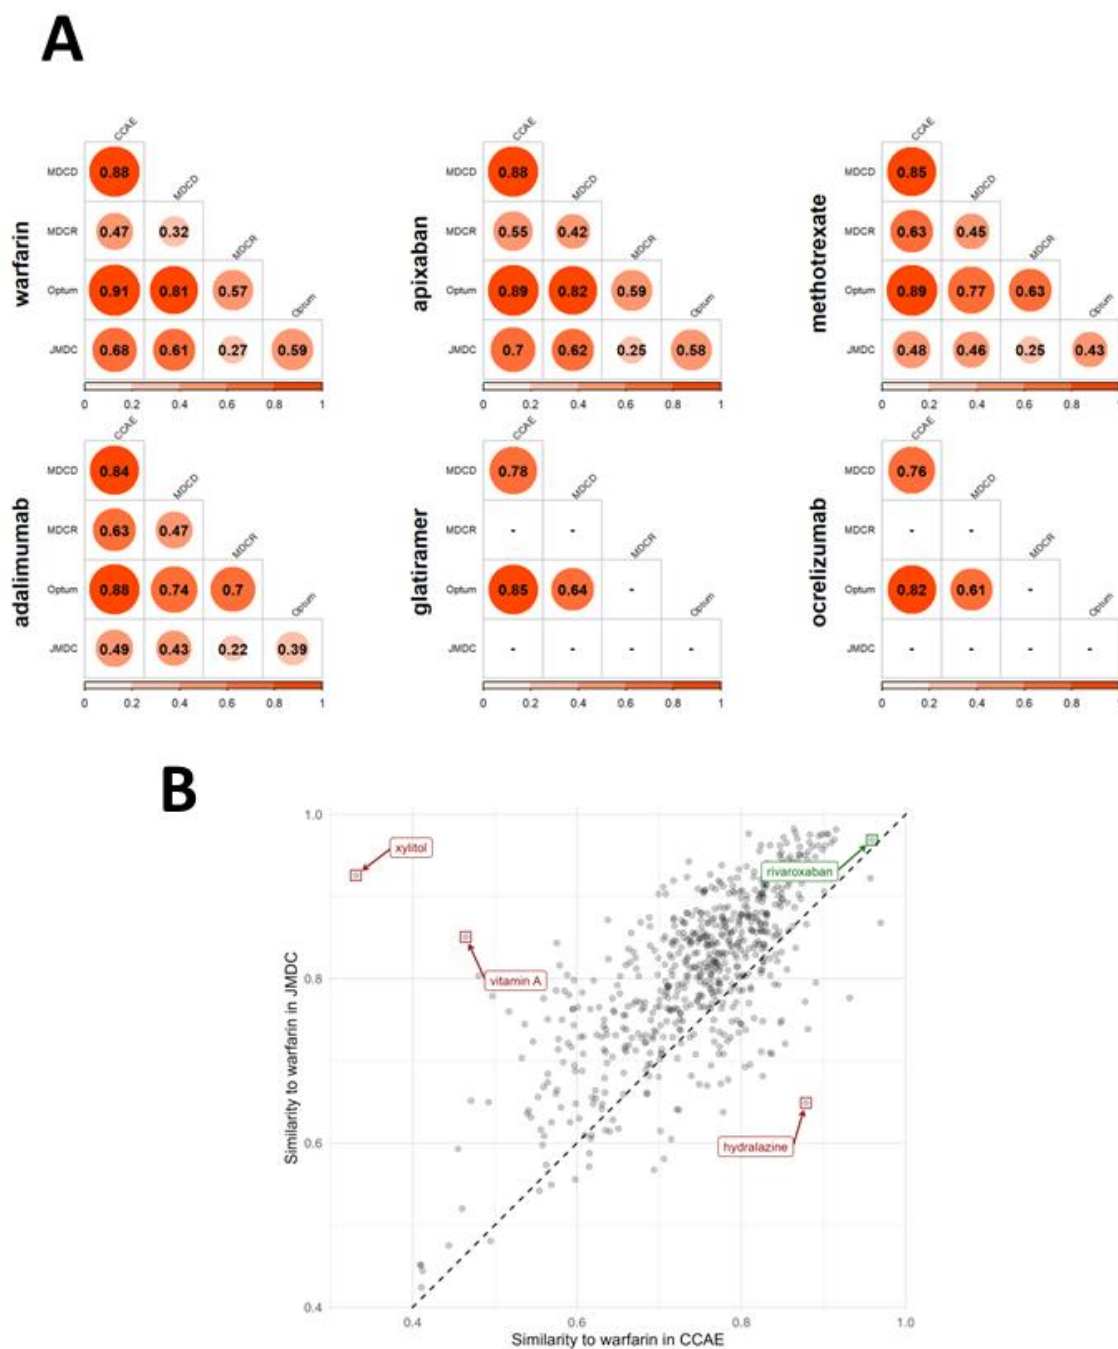 A
warfarin
CCAE
MDCD 0.88
MDCD
MDCR 0.47 0.32
MDCR
Optum 0.91 0.81 0.57
Optum
JMDC 0.68 0.61 0.27 0.59
0 0.2 0.4 0.6 0.8 1
apixaban
CCAE
MDCD 0.88
MDCD
MDCR 0.55 0.42
MDCR
Optum 0.89 0.82 0.59
Optum
JMDC 0.7 0.62 0.25 0.58
0 0.2 0.4 0.6 0.8 1
methotrexate
CCAE
MDCD 0.85
MDCD
MDCR 0.63 0.45
MDCR
Optum 0.89 0.77 0.63
Optum
JMDC 0.48 0.46 0.25 0.43
0 0.2 0.4 0.6 0.8 1
adalimumab
CCAE
MDCD 0.84
MDCD
MDCR 0.63 0.47
MDCR
Optum 0.88 0.74 0.7
Optum
JMDC 0.49 0.43 0.22 0.39
0 0.2 0.4 0.6 0.8 1
glatiramer
CCAE
MDCD 0.78
MDCD
MDCR - -
MDCR
Optum 0.85 0.64 -
Optum
JMDC - - - -
0 0.2 0.4 0.6 0.8 1
ocrelizumab
CCAE
MDCD 0.76
MDCD
MDCR - -
MDCR
Optum 0.82 0.61 -
Optum
JMDC - - - -
0 0.2 0.4 0.6 0.8 1
B
Similarity to warfarin in JMDC
1.0
xylitol
rivaroxaban
vitamin A
0.8
hydralazine
0.6
0.4
0.4 0.6 0.8 1.0
Similarity to warfarin in CCAE